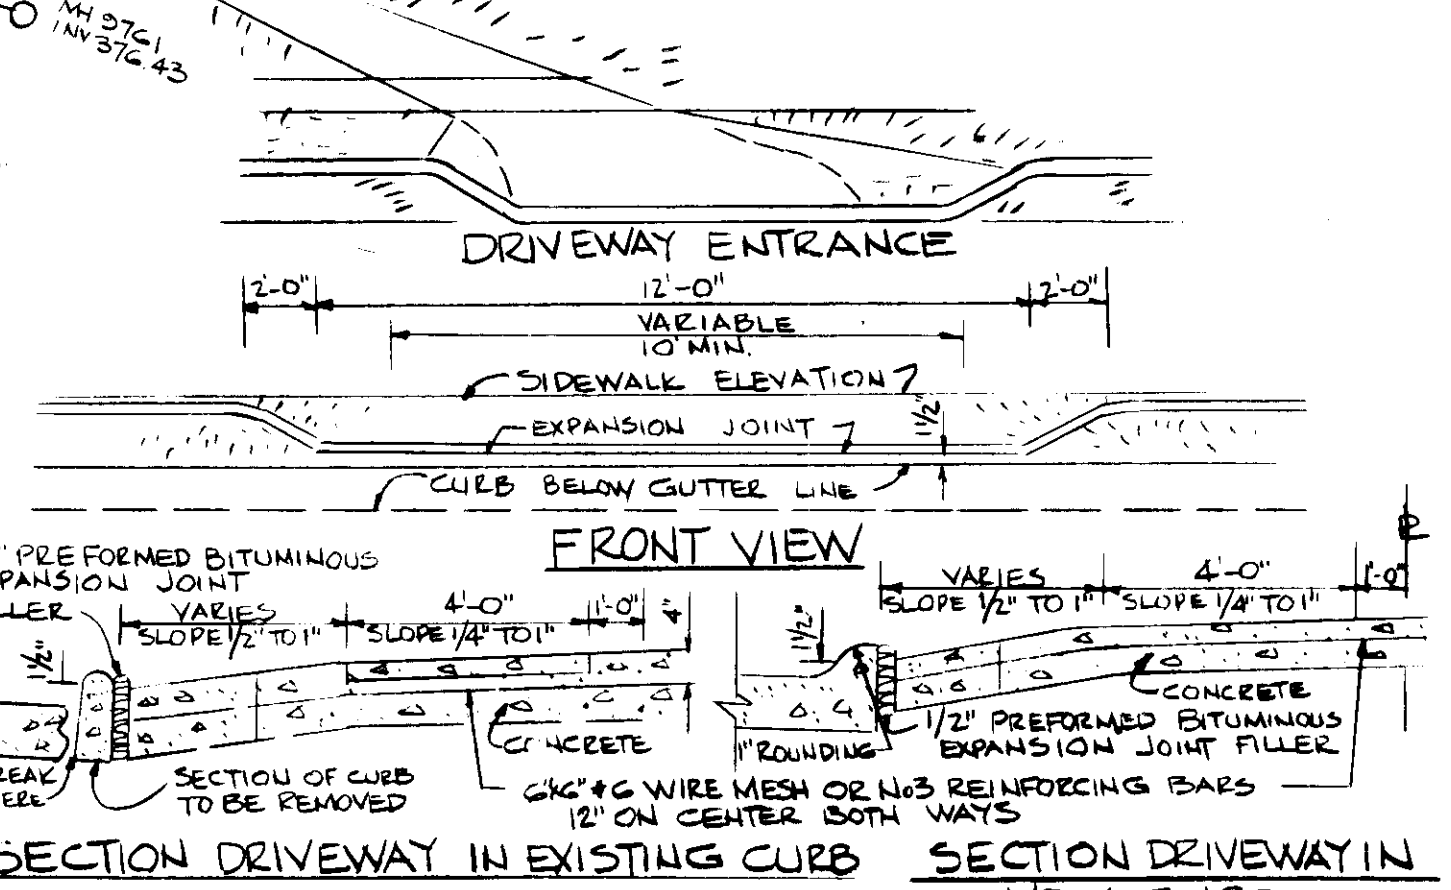 MH 9761
INV 376.43
DRIVEWAY ENTRANCE
2'-0" 12'-0" 2'-0"
VARIABLE
10' MIN.
SIDEWALK ELEVATION
1 1/2"
EXPANSION JOINT
CURB BELOW GUTTER LINE
FRONT VIEW
" PREFORMED BITUMINOUS
PANSION JOINT
LLER
VARIES 4'-0" 1'-0" 4"
SLOPE 1/2" TO 1" SLOPE 1/4" TO 1"
1 1/2"
CONCRETE
REAK
ERE
SECTION OF CURB
TO BE REMOVED
VARIES 4'-0" 1'-0"
SLOPE 1/2" TO 1" SLOPE 1/4" TO 1"
1 1/2"
CONCRETE
1/2" PREFORMED BITUMINOUS
EXPANSION JOINT FILLER
1" ROUNDING
6"x6" #6 WIRE MESH OR No3 REINFORCING BARS
12" ON CENTER BOTH WAYS
SECTION DRIVEWAY IN EXISTING CURB
SECTION DRIVEWAY IN